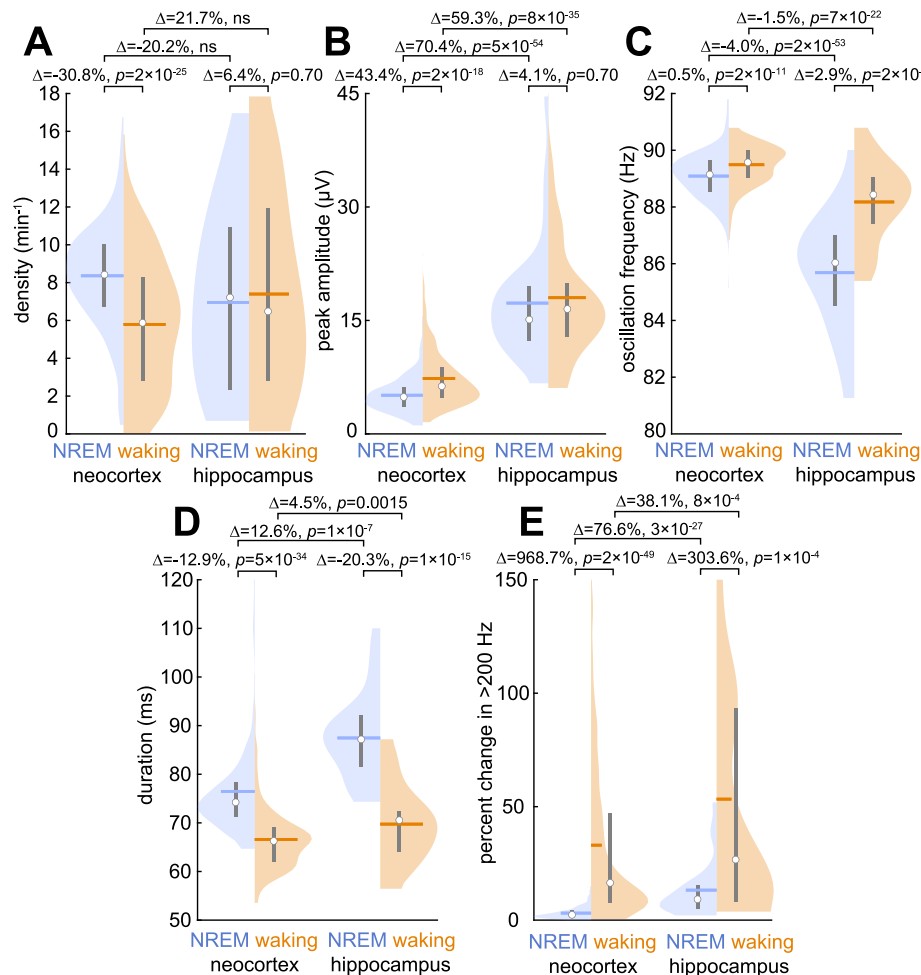 A
Δ=21.7%, ns
Δ=-20.2%, ns
Δ=-30.8%, p=2×10⁻²⁵
Δ=6.4%, p=0.70
density (min⁻¹)
18
16
14
12
10
8
6
4
2
0
NREM waking
neocortex
NREM waking
hippocampus
B
Δ=59.3%, p=8×10⁻³⁵
Δ=70.4%, p=5×10⁻⁵⁴
Δ=43.4%, p=2×10⁻¹⁸
Δ=4.1%, p=0.70
peak amplitude (µV)
45
30
15
0
NREM waking
neocortex
NREM waking
hippocampus
C
Δ=-1.5%, p=7×10⁻²²
Δ=-4.0%, p=2×10⁻⁵³
Δ=0.5%, p=2×10⁻¹¹
Δ=2.9%, p=2×10⁻
oscillation frequency (Hz)
92
90
88
86
84
82
80
NREM waking
neocortex
NREM waking
hippocampus
D
Δ=4.5%, p=0.0015
Δ=12.6%, p=1×10⁻⁷
Δ=-12.9%, p=5×10⁻³⁴
Δ=-20.3%, p=1×10⁻¹⁵
duration (ms)
120
110
100
90
80
70
60
50
NREM waking
neocortex
NREM waking
hippocampus
E
Δ=38.1%, 8×10⁻⁴
Δ=76.6%, 3×10⁻²⁷
Δ=968.7%, p=2×10⁻⁴⁹
Δ=303.6%, p=1×10⁻⁴
percent change in >200 Hz
150
100
50
0
NREM waking
neocortex
NREM waking
hippocampus